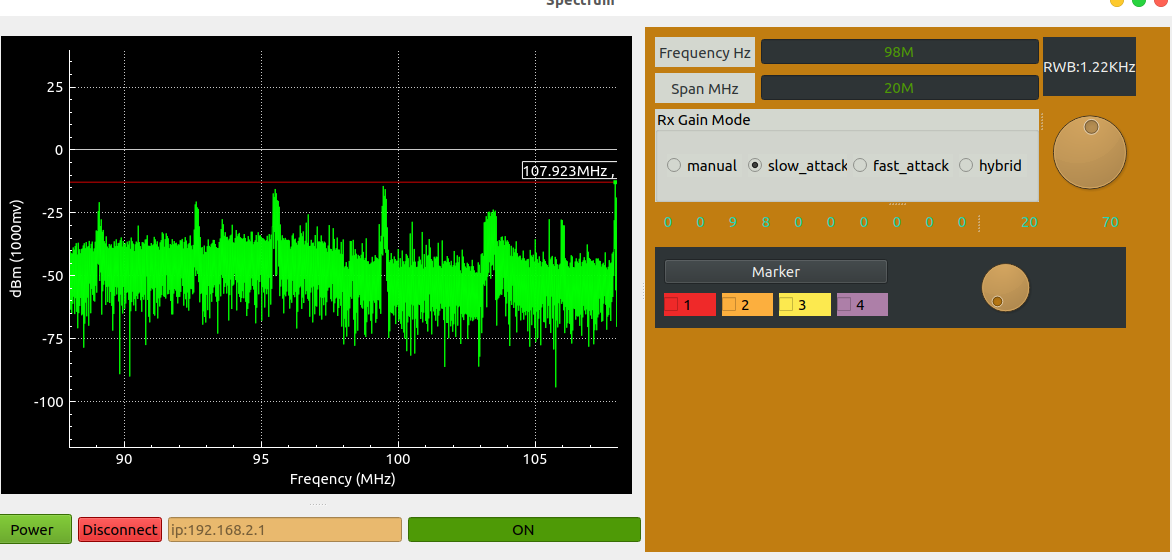 Spectrum
25
0
-25
-50
-75
-100
dBm (1000mv)
107.923MHz ,
90 95 100 105
Freqency (MHz)
Power Disconnect ip:192.168.2.1 ON
Frequency Hz 98M RWB:1.22KHz
Span MHz 20M
Rx Gain Mode
manual slow_attack fast_attack hybrid
0 0 9 8 0 0 0 0 0 0 20 70
Marker
1 2 3 4